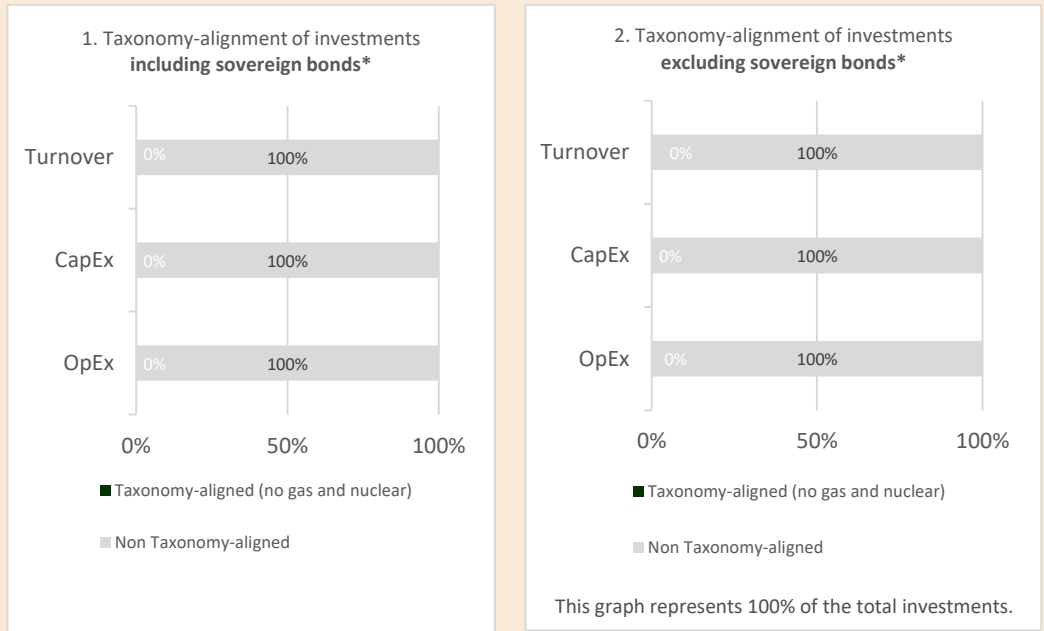 1. Taxonomy-alignment of investments
including sovereign bonds*
Turnover
0%
100%
CapEx
0%
100%
OpEx
0%
100%
0%
50%
100%
Taxonomy-aligned (no gas and nuclear)
Non Taxonomy-aligned
2. Taxonomy-alignment of investments
excluding sovereign bonds*
Turnover
0%
100%
CapEx
0%
100%
OpEx
0%
100%
0%
50%
100%
Taxonomy-aligned (no gas and nuclear)
Non Taxonomy-aligned
This graph represents 100% of the total investments.